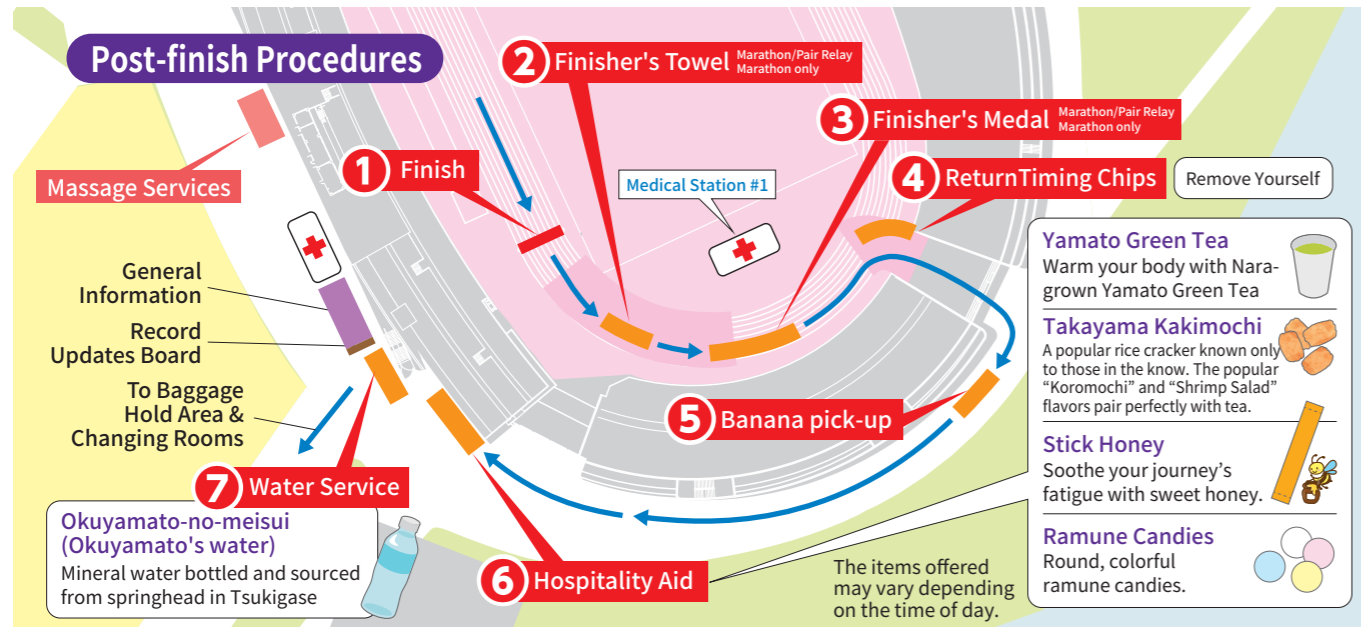 Post-finish Procedures
2 Finisher's Towel Marathon/Pair Relay
Marathon only
3 Finisher's Medal Marathon/Pair Relay
Marathon only
1 Finish
4 ReturnTiming Chips
Remove Yourself
Massage Services
Medical Station #1
General
Information
Record
Updates Board
To Baggage
Hold Area &
Changing Rooms
5 Banana pick-up
7 Water Service
Okuyamato-no-meisui
(Okuyamato's water)
Mineral water bottled and sourced
from springhead in Tsukigase
6 Hospitality Aid
The items offered
may vary depending
on the time of day.
Yamato Green Tea
Warm your body with Nara-
grown Yamato Green Tea
Takayama Kakimochi
A popular rice cracker known only
to those in the know. The popular
“Koromochi” and “Shrimp Salad”
flavors pair perfectly with tea.
Stick Honey
Soothe your journey’s
fatigue with sweet honey.
Ramune Candies
Round, colorful
ramune candies.